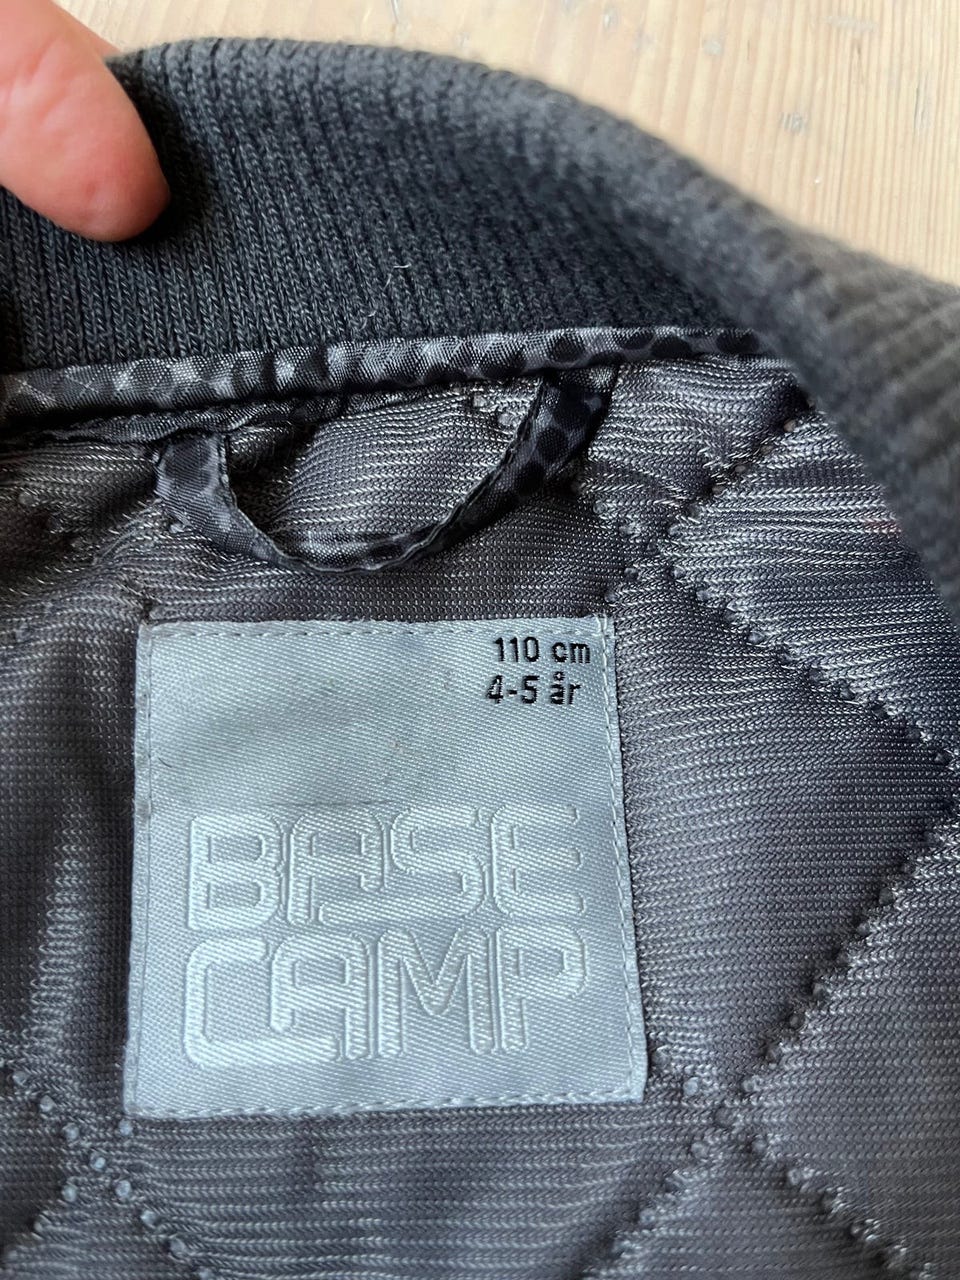 110 cm
4-5 år
BASE
CAMP